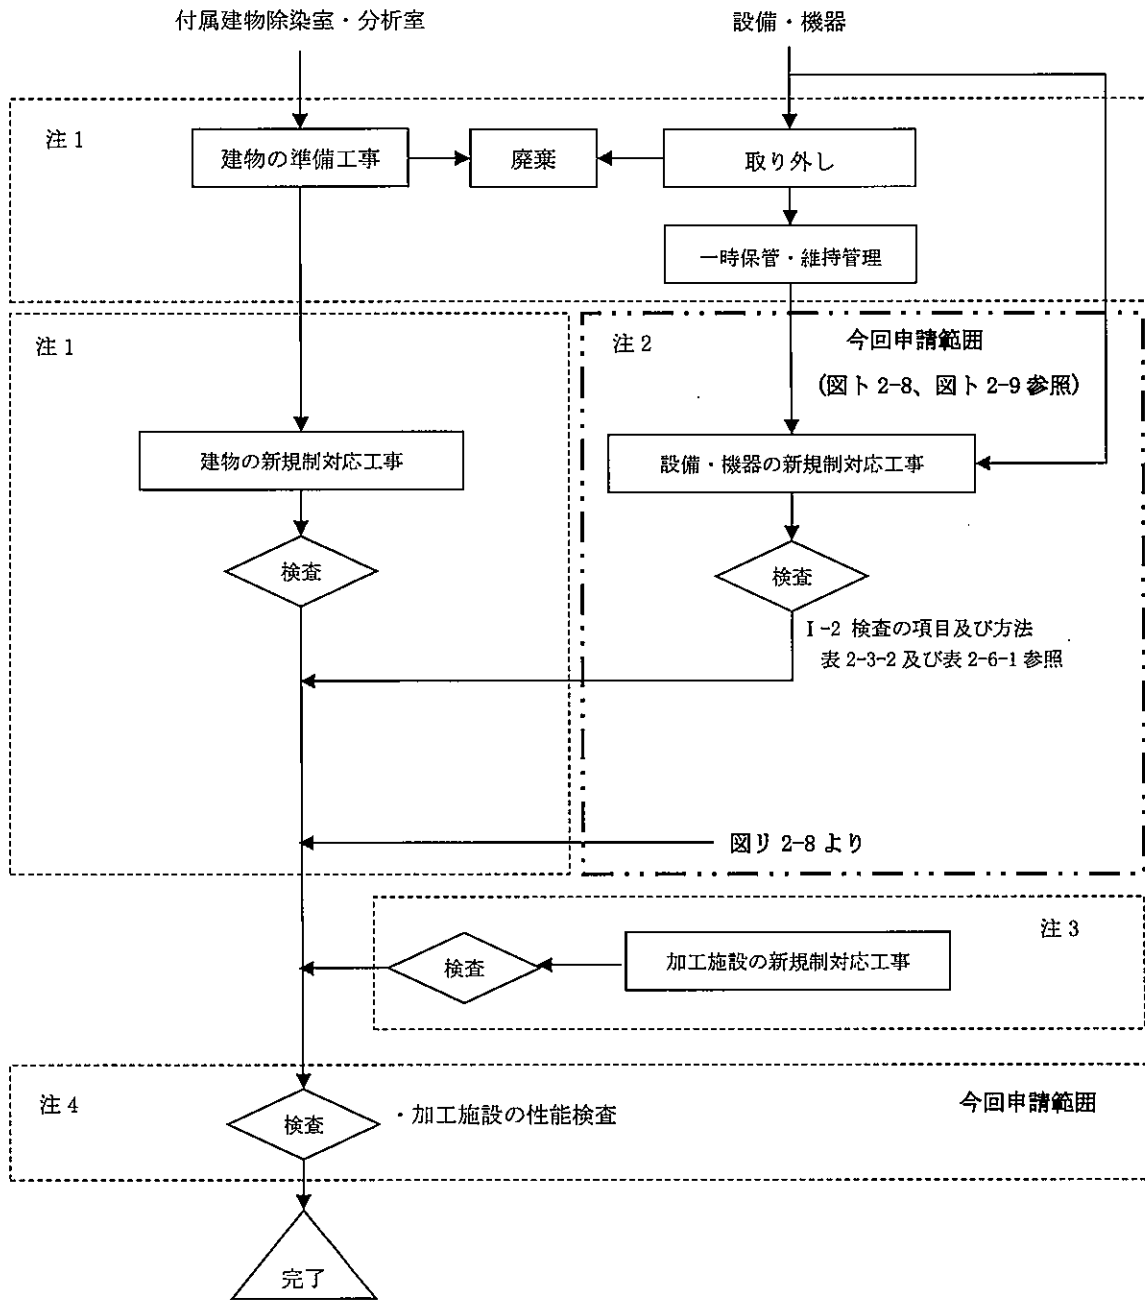 付属建物除染室・分析室
設備・機器
注 1
建物の準備工事
廃棄
取り外し
一時保管・維持管理
注 1
注 2
今回申請範囲
(図ト 2-8、図ト 2-9 参照)
建物の新規制対応工事
設備・機器の新規制対応工事
検査
検査
Ⅰ-2 検査の項目及び方法
表 2-3-2 及び表 2-6-1 参照
図リ 2-8 より
注 3
検査
加工施設の新規制対応工事
注 4
検査
・加工施設の性能検査
今回申請範囲
完了